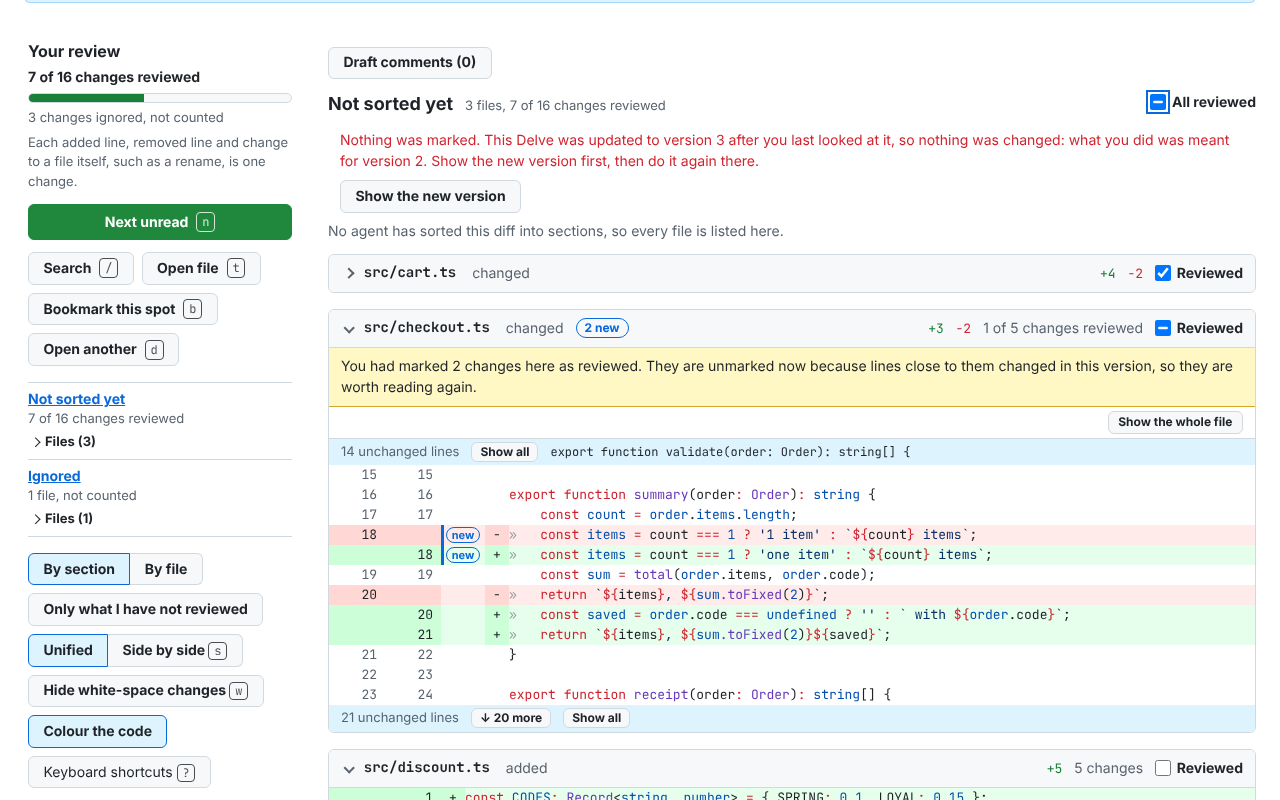 Your review
7 of 16 changes reviewed
3 changes ignored, not counted
Each added line, removed line and change
to a file itself, such as a rename, is one
change.
Next unread n
Search /
Open file t
Bookmark this spot b
Open another d
Not sorted yet
7 of 16 changes reviewed
Files (3)
Ignored
1 file, not counted
Files (1)
By section
By file
Only what I have not reviewed
Unified
Side by side s
Hide white-space changes w
Colour the code
Keyboard shortcuts ?
Draft comments (0)
Not sorted yet 3 files, 7 of 16 changes reviewed
All reviewed
Nothing was marked. This Delve was updated to version 3 after you last looked at it, so nothing was changed: what you did was meant
for version 2. Show the new version first, then do it again there.
Show the new version
No agent has sorted this diff into sections, so every file is listed here.
src/cart.ts changed +4 -2 Reviewed
src/checkout.ts changed 2 new +3 -2 1 of 5 changes reviewed Reviewed
You had marked 2 changes here as reviewed. They are unmarked now because lines close to them changed in this version, so they are
worth reading again.
Show the whole file
14 unchanged lines Show all export function validate(order: Order): string[] {
15 15
16 16 export function summary(order: Order): string {
17 17 const count = order.items.length;
18 new - » const items = count === 1 ? '1 item' : `${count} items`;
18 new + » const items = count === 1 ? 'one item' : `${count} items`;
19 19 const sum = total(order.items, order.code);
20 - » return `${items}, ${sum.toFixed(2)}`;
20 + » const saved = order.code === undefined ? '' : ` with ${order.code}`;
21 + » return `${items}, ${sum.toFixed(2)}${saved}`;
21 22 }
22 23
23 24 export function receipt(order: Order): string[] {
21 unchanged lines ↓ 20 more Show all
src/discount.ts added +5 5 changes Reviewed
1 + const CODES: Record<string, number> = { SPRING: 0.1, LOYAL: 0.15 };